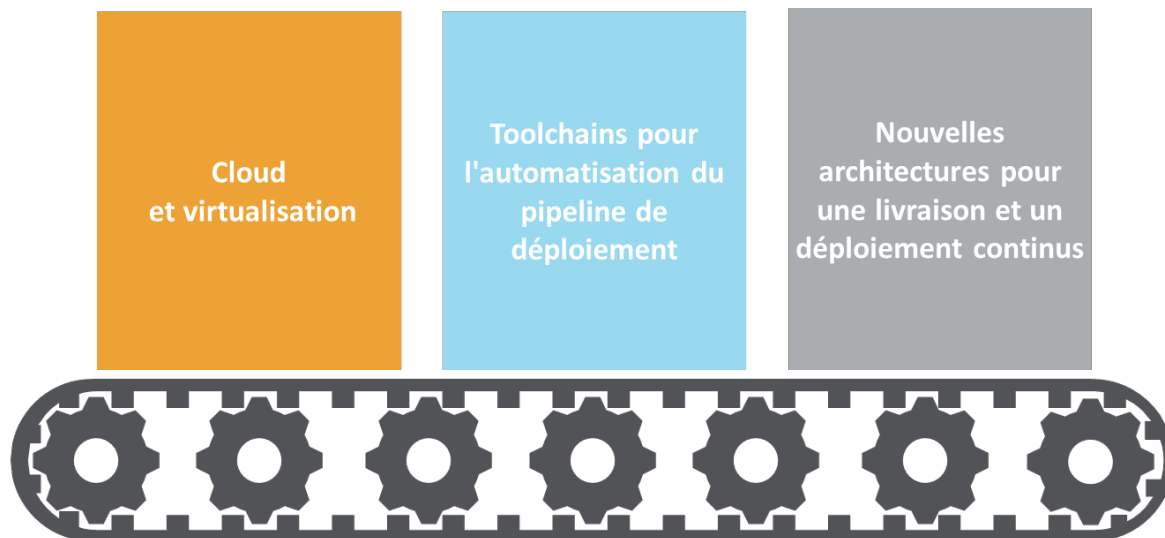 Cloud
et virtualisation
Toolchains pour
l'automatisation du
pipeline de
déploiement
Nouvelles
architectures pour
une livraison et un
déploiement continus